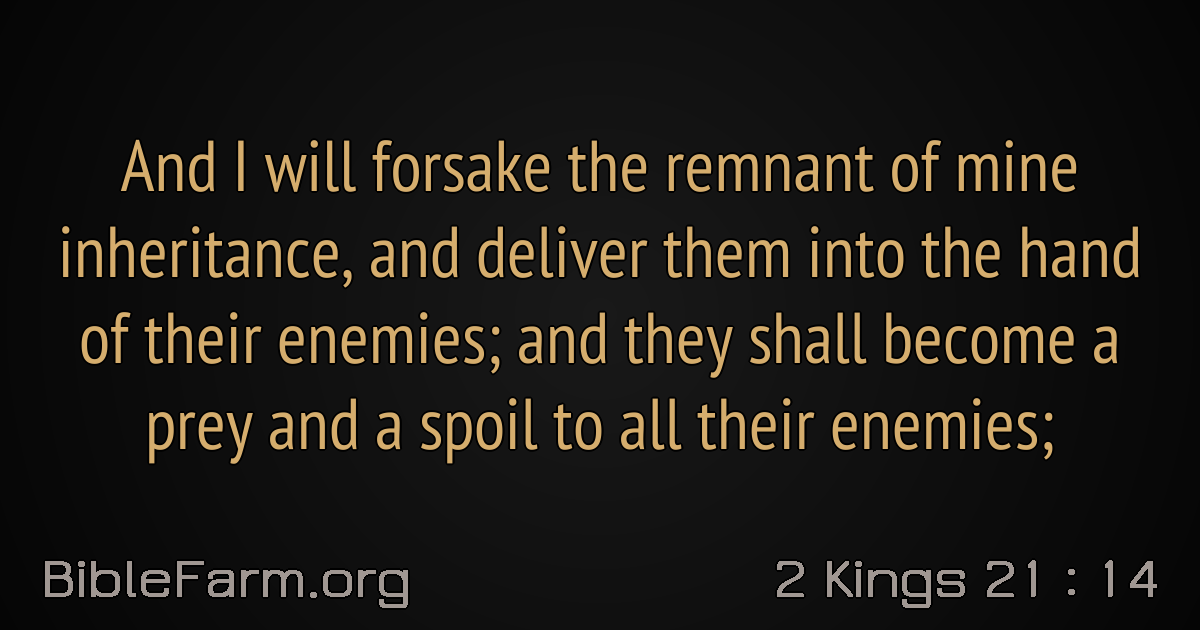 And I will forsake the remnant of mine
inheritance, and deliver them into the hand
of their enemies; and they shall become a
prey and a spoil to all their enemies;
BibleFarm.org
2 Kings 21 : 14